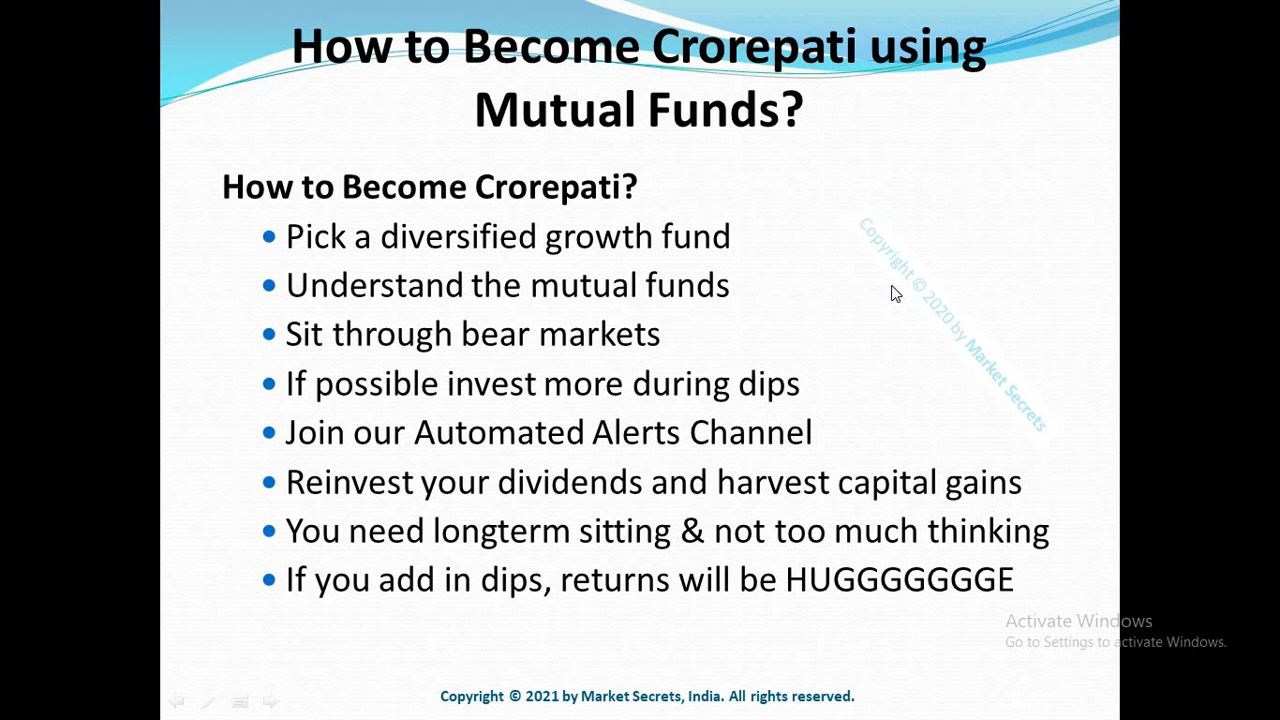 How to Become Crorepati using
Mutual Funds?
How to Become Crorepati?
• Pick a diversified growth fund
• Understand the mutual funds
• Sit through bear markets
• If possible invest more during dips
• Join our Automated Alerts Channel
• Reinvest your dividends and harvest capital gains
• You need longterm sitting & not too much thinking
• If you add in dips, returns will be HUGGGGGGGE
Copyright © 2020 by Market Secrets
Activate Windows
Go to Settings to activate Windows.
Copyright © 2021 by Market Secrets, India. All rights reserved.